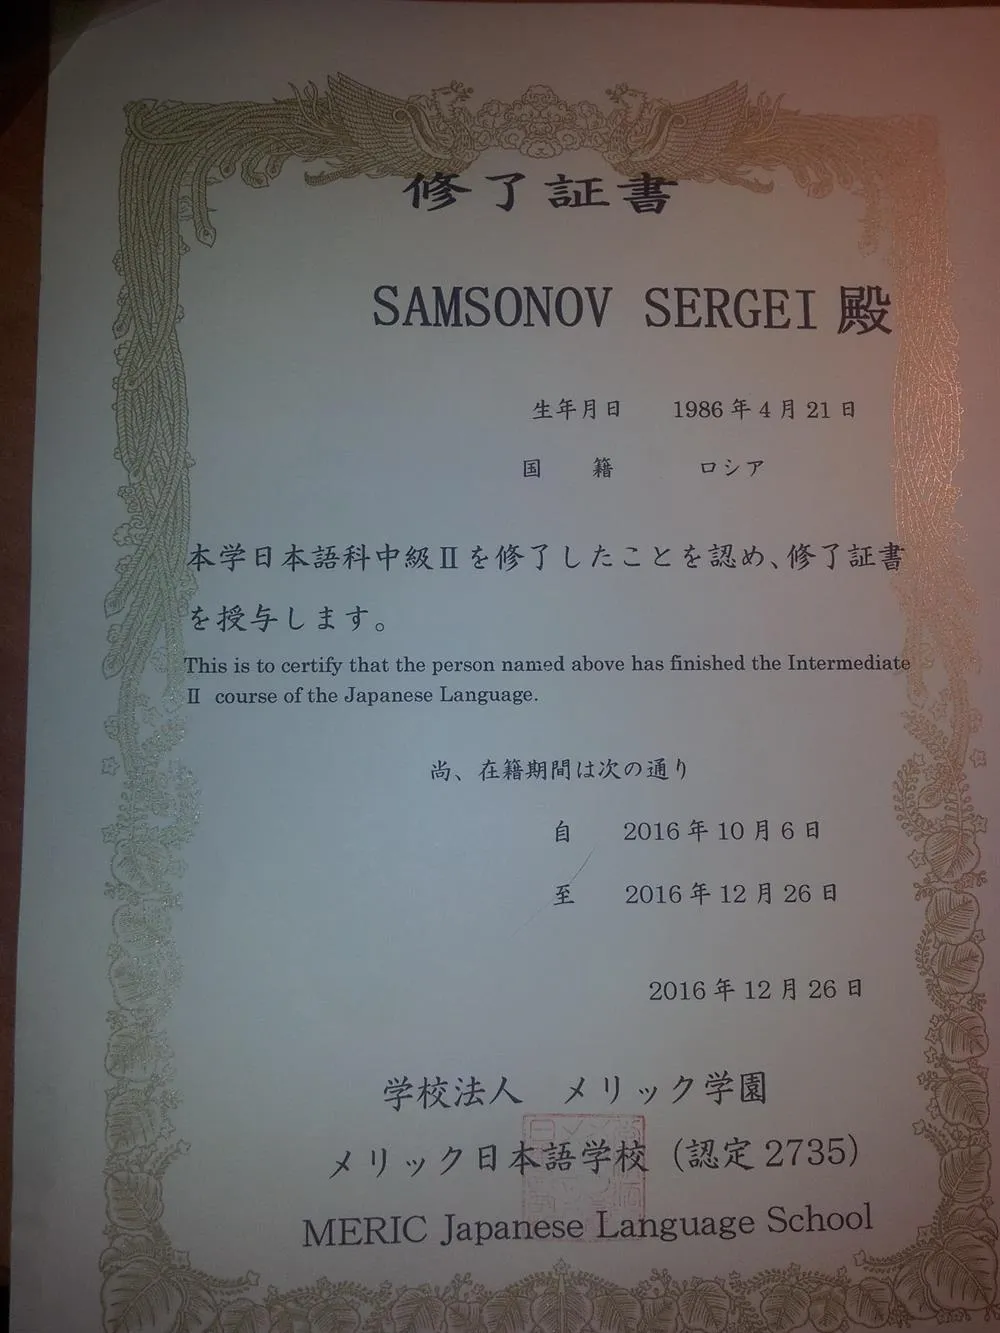 修了証書
SAMSONOV SERGEI 殿
生年月日 1986年4月21日
国 籍 ロシア
本学日本語科中級Ⅱを修了したことを認め、修了証書
を授与します。
This is to certify that the person named above has finished the Intermediate
Ⅱ course of the Japanese Language.
尚、在籍期間は次の通り
自 2016年10月6日
至 2016年12月26日
2016年12月26日
学校法人 メリック学園
メリック日本語学校（認定2735）
MERIC Japanese Language School